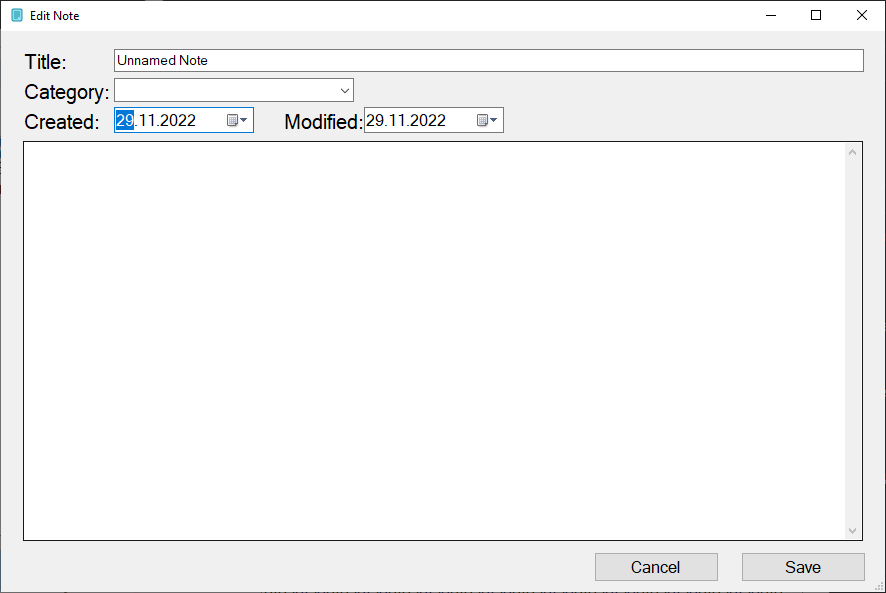 Edit Note
Title: Unnamed Note
Category:
Created: 29.11.2022 Modified: 29.11.2022
Cancel Save